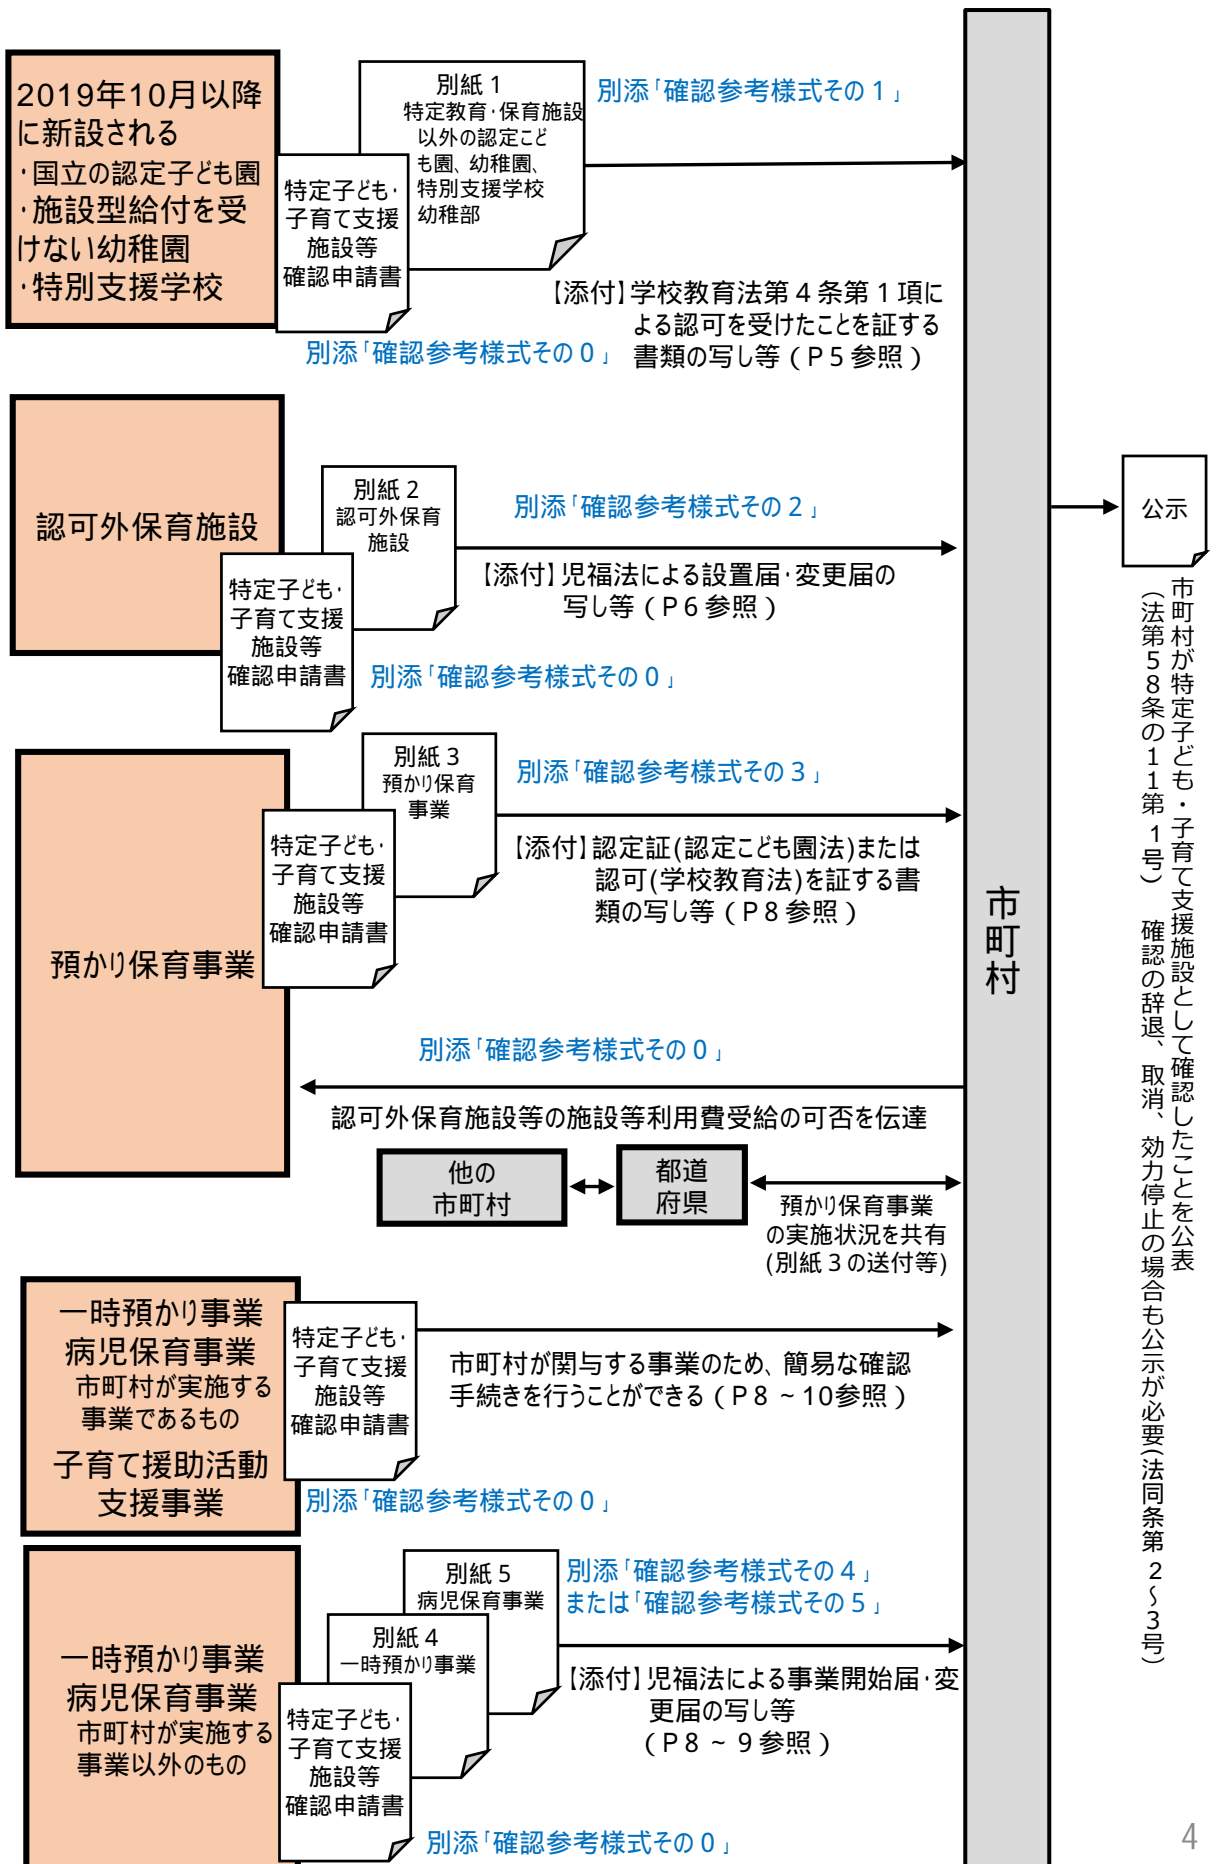 2019年10月以降
に新設される
・国立の認定子ども園
・施設型給付を受
けない幼稚園
・特別支援学校
特定子ども・
子育て支援
施設等
確認申請書
別紙1
特定教育・保育施設
以外の認定こど
も園、幼稚園、
特別支援学校
幼稚部
別添「確認参考様式その1」
【添付】学校教育法第4条第1項に
よる認可を受けたことを証する
書類の写し等（P5参照）
別添「確認参考様式その0」
認可外保育施設
特定子ども・
子育て支援
施設等
確認申請書
別紙2
認可外保育
施設
別添「確認参考様式その2」
【添付】児福法による設置届・変更届の
写し等（P6参照）
別添「確認参考様式その0」
預かり保育事業
特定子ども・
子育て支援
施設等
確認申請書
別紙3
預かり保育
事業
別添「確認参考様式その3」
【添付】認定証(認定こども園法)または
認可(学校教育法)を証する書
類の写し等（P8参照）
別添「確認参考様式その0」
認可外保育施設等の施設等利用費受給の可否を伝達
他の
市町村
都道
府県
預かり保育事業
の実施状況を共有
(別紙3の送付等)
一時預かり事業
病児保育事業
市町村が実施する
事業であるもの
子育て援助活動
支援事業
特定子ども・
子育て支援
施設等
確認申請書
市町村が関与する事業のため、簡易な確認
手続きを行うことができる（P8～10参照）
別添「確認参考様式その0」
一時預かり事業
病児保育事業
市町村が実施する
事業以外のもの
特定子ども・
子育て支援
施設等
確認申請書
別紙4
一時預かり事業
別紙5
病児保育事業
別添「確認参考様式その4」
または「確認参考様式その5」
【添付】児福法による事業開始届・変
更届の写し等
（P8～9参照）
別添「確認参考様式その0」
市町村
公示
市町村が特定子ども・子育て支援施設として確認したことを公表
（法第58条の11第1号）　確認の辞退、取消、効力停止の場合も公示が必要(法同条第2～3号）
4